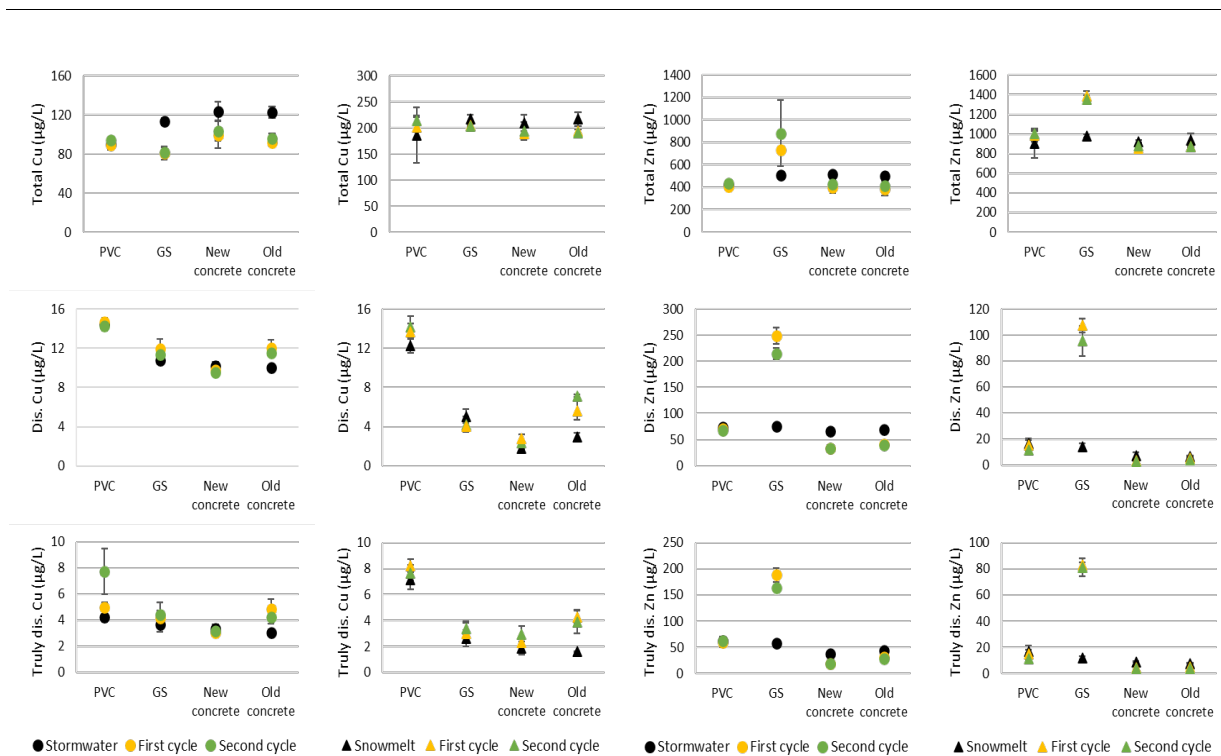 Total Cu (µg/L)
160
120
80
40
0
PVC GS New concrete Old concrete
Total Cu (µg/L)
300
250
200
150
100
50
0
PVC GS New concrete Old concrete
Total Zn (µg/L)
1400
1200
1000
800
600
400
200
0
PVC GS New concrete Old concrete
Total Zn (µg/L)
1600
1400
1200
1000
800
600
400
200
0
PVC GS New concrete Old concrete
Dis. Cu (µg/L)
16
12
8
4
0
PVC GS New concrete Old concrete
Dis. Cu (µg/L)
16
14
12
10
8
6
4
2
0
PVC GS New concrete Old concrete
Dis. Zn (µg/L)
300
250
200
150
100
50
0
PVC GS New concrete Old concrete
Dis. Zn (µg/L)
120
100
80
60
40
20
0
PVC GS New concrete Old concrete
Truly dis. Cu (µg/L)
10
8
6
4
2
0
PVC GS New concrete Old concrete
Truly dis. Cu (µg/L)
10
8
6
4
2
0
PVC GS New concrete Old concrete
Truly dis. Zn (µg/L)
250
200
150
100
50
0
PVC GS New concrete Old concrete
Truly dis. Zn (µg/L)
100
80
60
40
20
0
PVC GS New concrete Old concrete
Stormwater First cycle Second cycle
Snowmelt First cycle Second cycle
Stormwater First cycle Second cycle
Snowmelt First cycle Second cycle